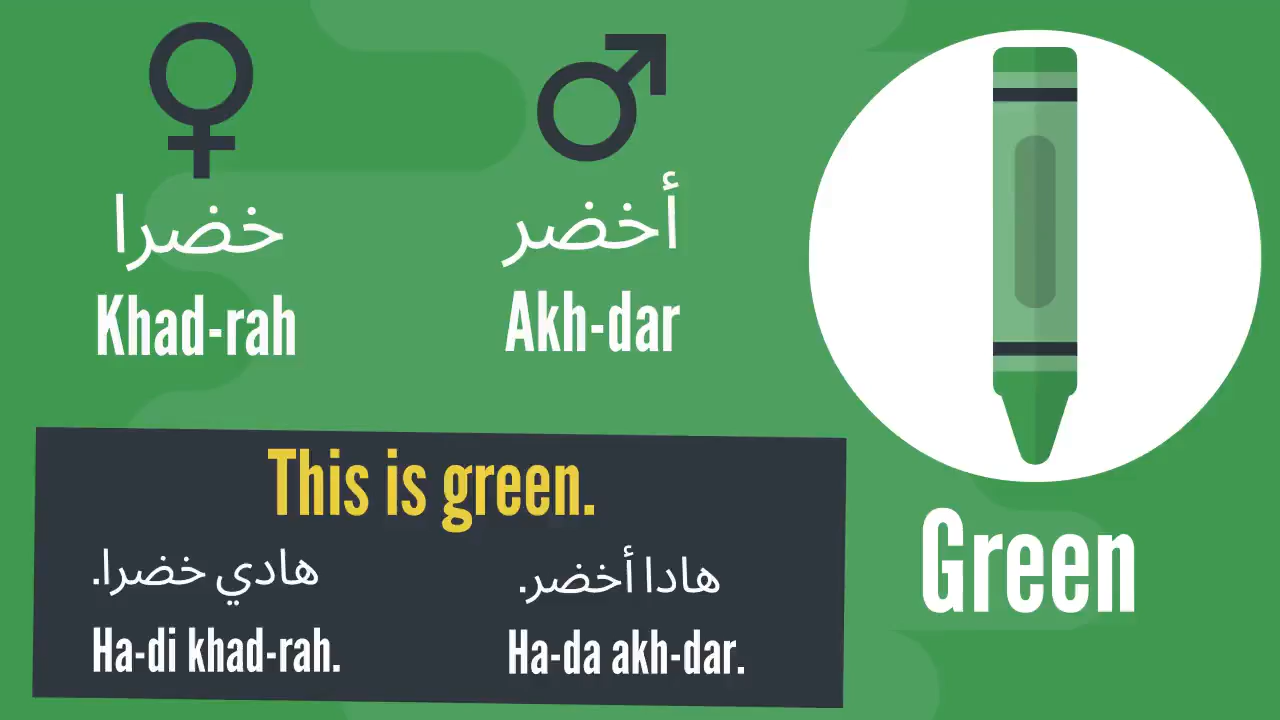 خضرا
Khad-rah
أخضر
Akh-dar
This is green.
هادي خضرا.
Ha-di khad-rah.
هادا أخضر.
Ha-da akh-dar.
Green